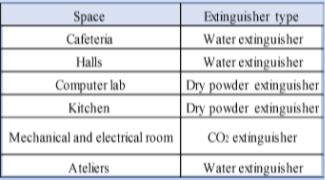 Space Extinguisher type
Cafeteria Water extinguisher
Halls Water extinguisher
Computer lab Dry powder extinguisher
Kitchen Dry powder extinguisher
Mechanical and electrical room CO₂ extinguisher
Ateliers Water extinguisher